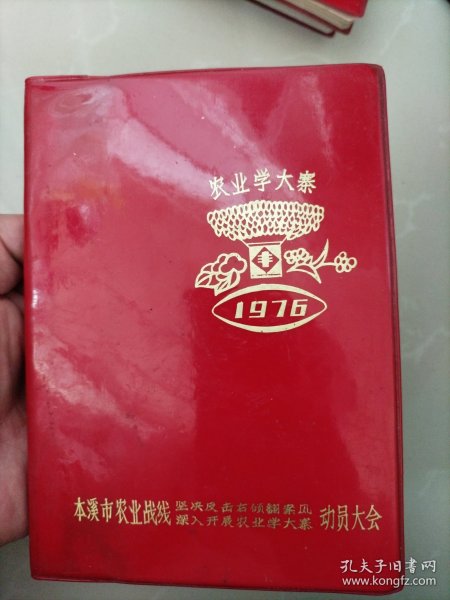 农业学大寨
丰
1976
本溪市农业战线 坚决反击右倾翻案风 深入开展农业学大寨 动员大会
孔夫子旧书网
www.kongfz.com